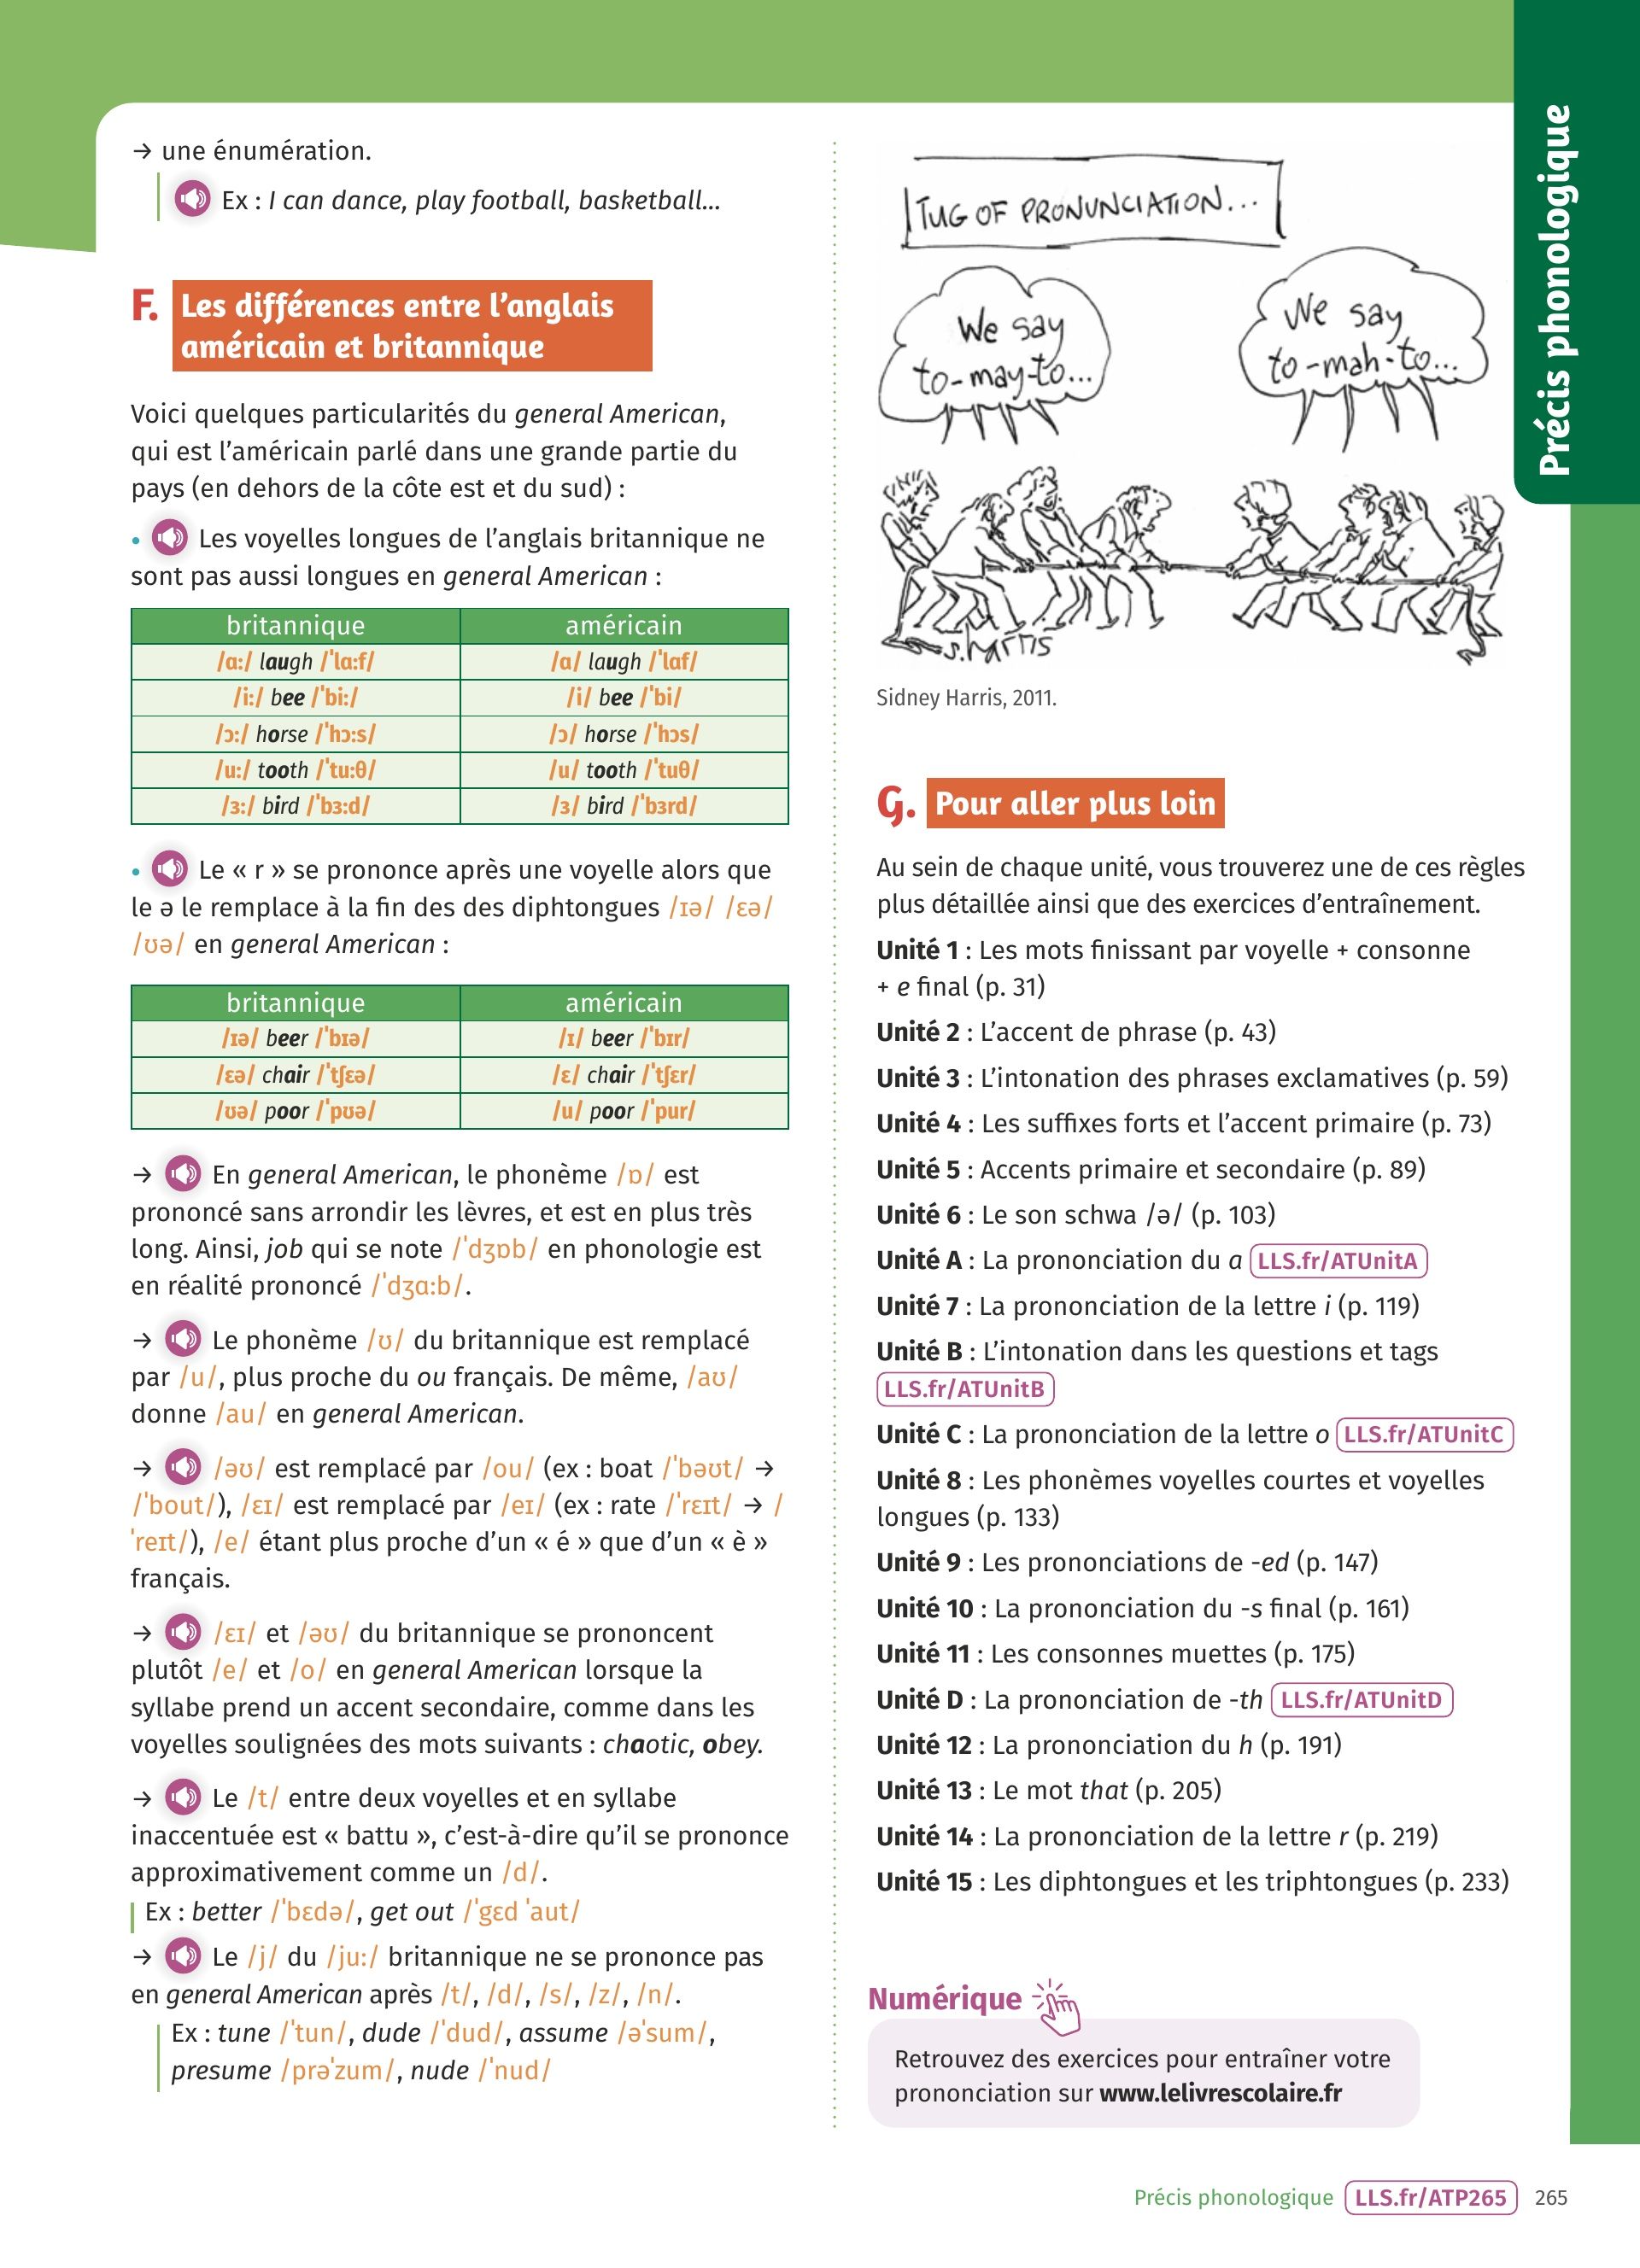 → une énumération.
Ex : I can dance, play football, basketball...
F. Les différences entre l'anglais
américain et britannique
Voici quelques particularités du general American,
qui est l'américain parlé dans une grande partie du
pays (en dehors de la côte est et du sud) :
• Les voyelles longues de l'anglais britannique ne
sont pas aussi longues en general American :
britannique américain
/ɑ:/ laugh /ˈlɑ:f/ /ɑ/ laugh /ˈlɑf/
/i:/ bee /ˈbi:/ /i/ bee /ˈbi/
/ɔ:/ horse /ˈhɔ:s/ /ɔ/ horse /ˈhɔs/
/u:/ tooth /ˈtu:θ/ /u/ tooth /ˈtuθ/
/ɜ:/ bird /ˈbɜ:d/ /ɜ/ bird /ˈbɜrd/
• Le « r » se prononce après une voyelle alors que
le ə le remplace à la fin des des diphtongues /ɪə/ /ɛə/
/ʊə/ en general American :
britannique américain
/ɪə/ beer /ˈbɪə/ /ɪ/ beer /ˈbɪr/
/ɛə/ chair /ˈtʃɛə/ /ɛ/ chair /ˈtʃɛr/
/ʊə/ poor /ˈpʊə/ /u/ poor /ˈpur/
→ En general American, le phonème /ɒ/ est
prononcé sans arrondir les lèvres, et est en plus très
long. Ainsi, job qui se note /ˈdʒɒb/ en phonologie est
en réalité prononcé /ˈdʒɑ:b/.
→ Le phonème /ʊ/ du britannique est remplacé
par /u/, plus proche du ou français. De même, /aʊ/
donne /au/ en general American.
→ /əʊ/ est remplacé par /ou/ (ex : boat /ˈbəʊt/ →
/ˈbout/), /ɛɪ/ est remplacé par /eɪ/ (ex : rate /ˈrɛɪt/ → /
ˈreɪt/), /e/ étant plus proche d'un « é » que d'un « è »
français.
→ /ɛɪ/ et /əʊ/ du britannique se prononcent
plutôt /e/ et /o/ en general American lorsque la
syllabe prend un accent secondaire, comme dans les
voyelles soulignées des mots suivants : chaotic, obey.
→ Le /t/ entre deux voyelles et en syllabe
inaccentuée est « battu », c'est-à-dire qu'il se prononce
approximativement comme un /d/.
Ex : better /ˈbɛdə/, get out /ˈgɛd ˈaut/
→ Le /j/ du /ju:/ britannique ne se prononce pas
en general American après /t/, /d/, /s/, /z/, /n/.
Ex : tune /ˈtun/, dude /ˈdud/, assume /əˈsum/,
presume /prəˈzum/, nude /ˈnud/
TUG OF PRONUNCIATION...
We say
to-may-to...
We say
to-mah-to...
s.harris
Sidney Harris, 2011.
G. Pour aller plus loin
Au sein de chaque unité, vous trouverez une de ces règles
plus détaillée ainsi que des exercices d'entraînement.
Unité 1 : Les mots finissant par voyelle + consonne
+ e final (p. 31)
Unité 2 : L'accent de phrase (p. 43)
Unité 3 : L'intonation des phrases exclamatives (p. 59)
Unité 4 : Les suffixes forts et l'accent primaire (p. 73)
Unité 5 : Accents primaire et secondaire (p. 89)
Unité 6 : Le son schwa /ə/ (p. 103)
Unité A : La prononciation du a LLS.fr/ATUnitA
Unité 7 : La prononciation de la lettre i (p. 119)
Unité B : L'intonation dans les questions et tags
LLS.fr/ATUnitB
Unité C : La prononciation de la lettre o LLS.fr/ATUnitC
Unité 8 : Les phonèmes voyelles courtes et voyelles
longues (p. 133)
Unité 9 : Les prononciations de -ed (p. 147)
Unité 10 : La prononciation du -s final (p. 161)
Unité 11 : Les consonnes muettes (p. 175)
Unité D : La prononciation de -th LLS.fr/ATUnitD
Unité 12 : La prononciation du h (p. 191)
Unité 13 : Le mot that (p. 205)
Unité 14 : La prononciation de la lettre r (p. 219)
Unité 15 : Les diphtongues et les triphtongues (p. 233)
Numérique
Retrouvez des exercices pour entraîner votre
prononciation sur www.lelivrescolaire.fr
Précis phonologique
Précis phonologique LLS.fr/ATP265 265